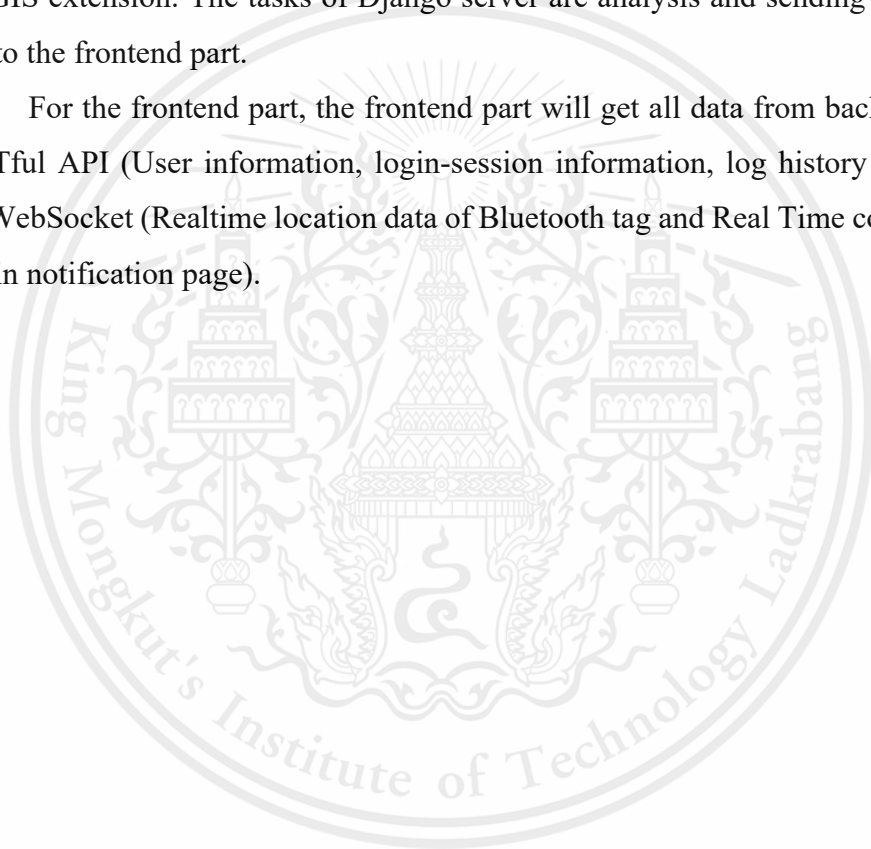 GIS extension. The tasks of Django server are analysis and sending
to the frontend part.
For the frontend part, the frontend part will get all data from
Tful API (User information, login-session information, log history
WebSocket (Realtime location data of Bluetooth tag and Real Time
in notification page).
King Mongkut's Institute of Technology Ladkrabang